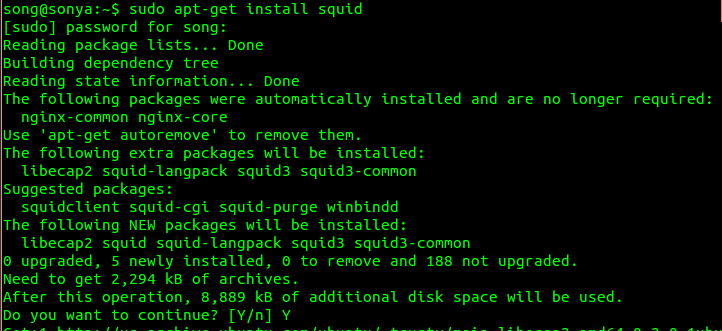 song@sonya:~$ sudo apt-get install squid
[sudo] password for song:
Reading package lists... Done
Building dependency tree
Reading state information... Done
The following packages were automatically installed and are no longer required:
  nginx-common nginx-core
Use 'apt-get autoremove' to remove them.
The following extra packages will be installed:
  libecap2 squid-langpack squid3 squid3-common
Suggested packages:
  squidclient squid-cgi squid-purge winbindd
The following NEW packages will be installed:
  libecap2 squid squid-langpack squid3 squid3-common
0 upgraded, 5 newly installed, 0 to remove and 188 not upgraded.
Need to get 2,294 kB of archives.
After this operation, 8,889 kB of additional disk space will be used.
Do you want to continue? [Y/n] Y